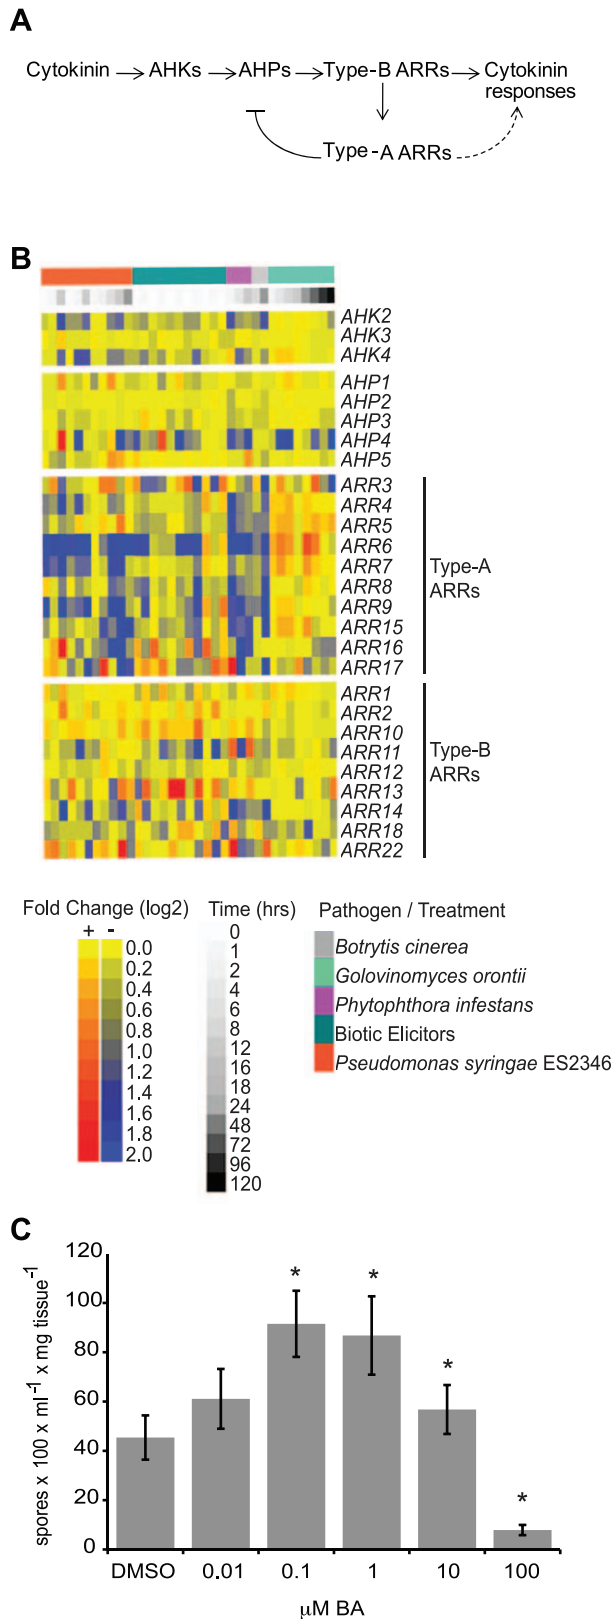 A
Cytokinin → AHKs → AHPs → Type-B ARRs → Cytokinin
responses
Type-A ARRs
B
AHK2
AHK3
AHK4
AHP1
AHP2
AHP3
AHP4
AHP5
ARR3
ARR4
ARR5
ARR6
ARR7
ARR8
ARR9
ARR15
ARR16
ARR17
Type-A
ARRs
ARR1
ARR2
ARR10
ARR11
ARR12
ARR13
ARR14
ARR18
ARR22
Type-B
ARRs
Fold Change (log2)
+ -
0.0
0.2
0.4
0.6
0.8
1.0
1.2
1.4
1.6
1.8
2.0
Time (hrs)
0
1
2
4
6
8
12
16
18
24
48
72
96
120
Pathogen / Treatment
Botrytis cinerea
Golovinomyces orontii
Phytophthora infestans
Biotic Elicitors
Pseudomonas syringae ES2346
C
spores x 100 x ml⁻¹ x mg tissue⁻¹
120
100
80
60
40
20
0
* * * *
DMSO 0.01 0.1 1 10 100
µM BA